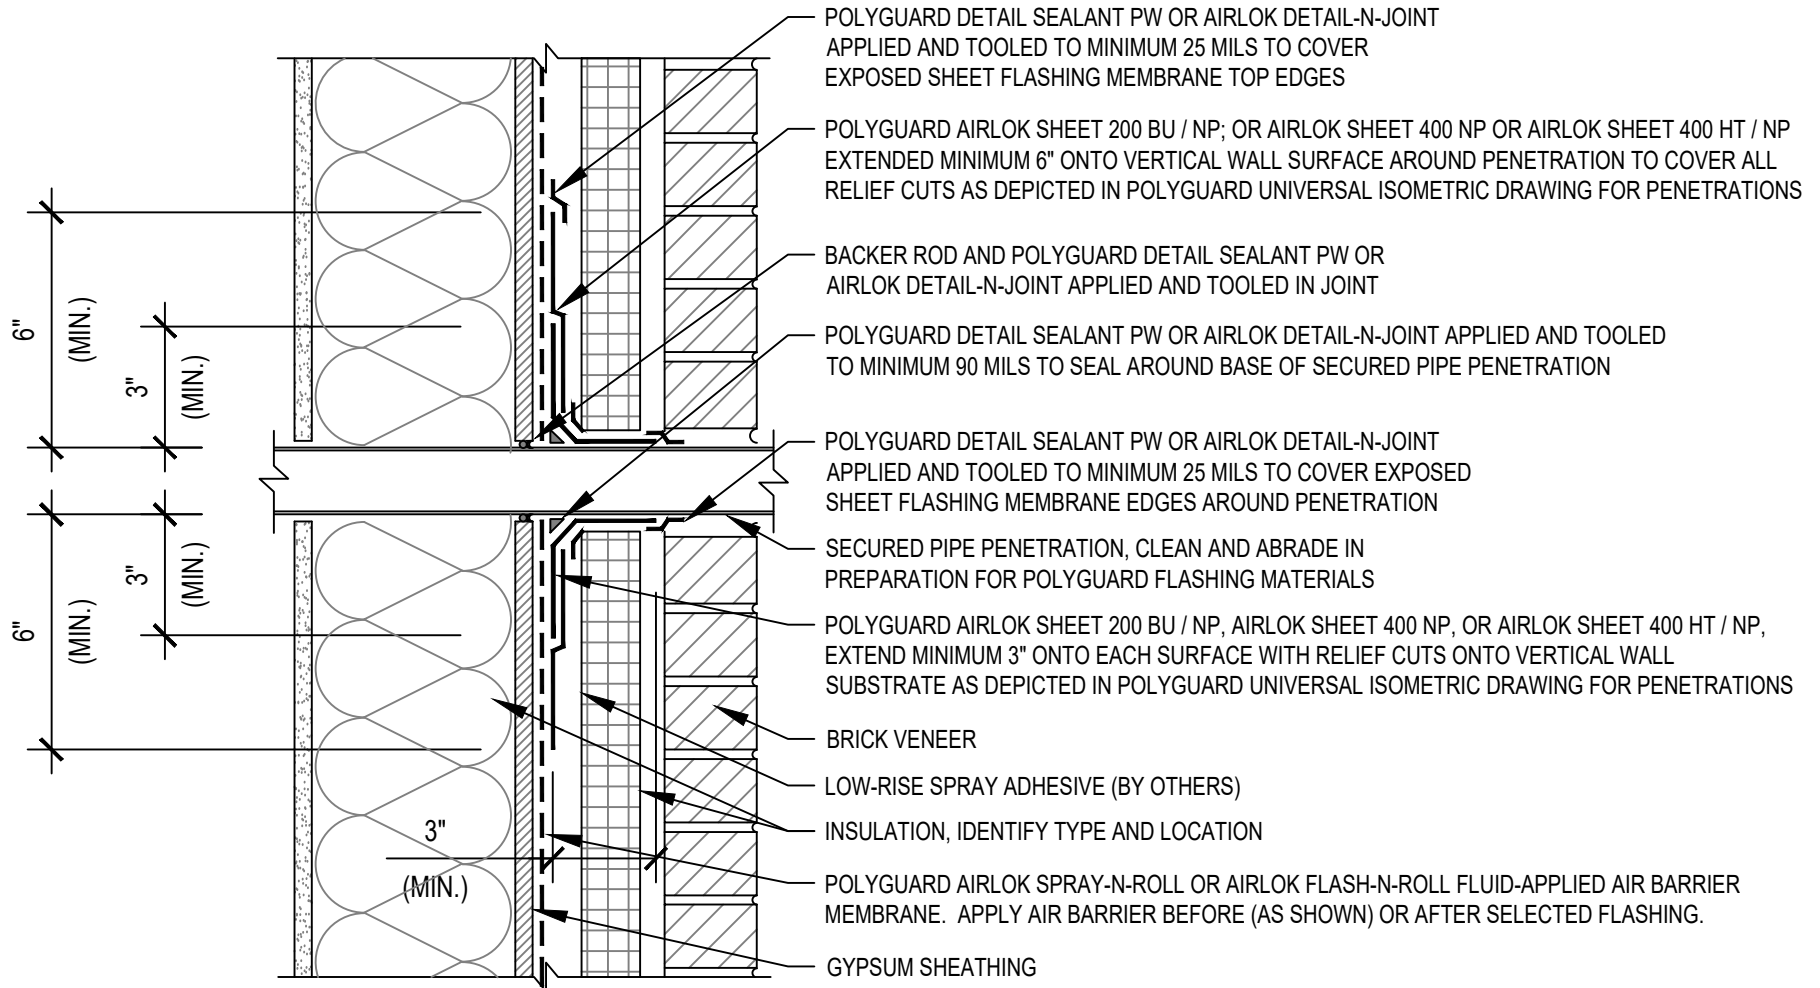 POLYGUARD DETAIL SEALANT PW OR AIRLOK DETAIL-N-JOINT
APPLIED AND TOOLED TO MINIMUM 25 MILS TO COVER
EXPOSED SHEET FLASHING MEMBRANE TOP EDGES
POLYGUARD AIRLOK SHEET 200 BU / NP; OR AIRLOK SHEET 400 NP OR AIRLOK SHEET 400 HT / NP
EXTENDED MINIMUM 6" ONTO VERTICAL WALL SURFACE AROUND PENETRATION TO COVER ALL
RELIEF CUTS AS DEPICTED IN POLYGUARD UNIVERSAL ISOMETRIC DRAWING FOR PENETRATIONS
BACKER ROD AND POLYGUARD DETAIL SEALANT PW OR
AIRLOK DETAIL-N-JOINT APPLIED AND TOOLED IN JOINT
POLYGUARD DETAIL SEALANT PW OR AIRLOK DETAIL-N-JOINT APPLIED AND TOOLED
TO MINIMUM 90 MILS TO SEAL AROUND BASE OF SECURED PIPE PENETRATION
POLYGUARD DETAIL SEALANT PW OR AIRLOK DETAIL-N-JOINT
APPLIED AND TOOLED TO MINIMUM 25 MILS TO COVER EXPOSED
SHEET FLASHING MEMBRANE EDGES AROUND PENETRATION
SECURED PIPE PENETRATION, CLEAN AND ABRADE IN
PREPARATION FOR POLYGUARD FLASHING MATERIALS
POLYGUARD AIRLOK SHEET 200 BU / NP, AIRLOK SHEET 400 NP, OR AIRLOK SHEET 400 HT / NP,
EXTEND MINIMUM 3" ONTO EACH SURFACE WITH RELIEF CUTS ONTO VERTICAL WALL
SUBSTRATE AS DEPICTED IN POLYGUARD UNIVERSAL ISOMETRIC DRAWING FOR PENETRATIONS
BRICK VENEER
LOW-RISE SPRAY ADHESIVE (BY OTHERS)
INSULATION, IDENTIFY TYPE AND LOCATION
POLYGUARD AIRLOK SPRAY-N-ROLL OR AIRLOK FLASH-N-ROLL FLUID-APPLIED AIR BARRIER
MEMBRANE. APPLY AIR BARRIER BEFORE (AS SHOWN) OR AFTER SELECTED FLASHING.
GYPSUM SHEATHING
6"
(MIN.)
3"
(MIN.)
6"
(MIN.)
3"
(MIN.)
3"
(MIN.)